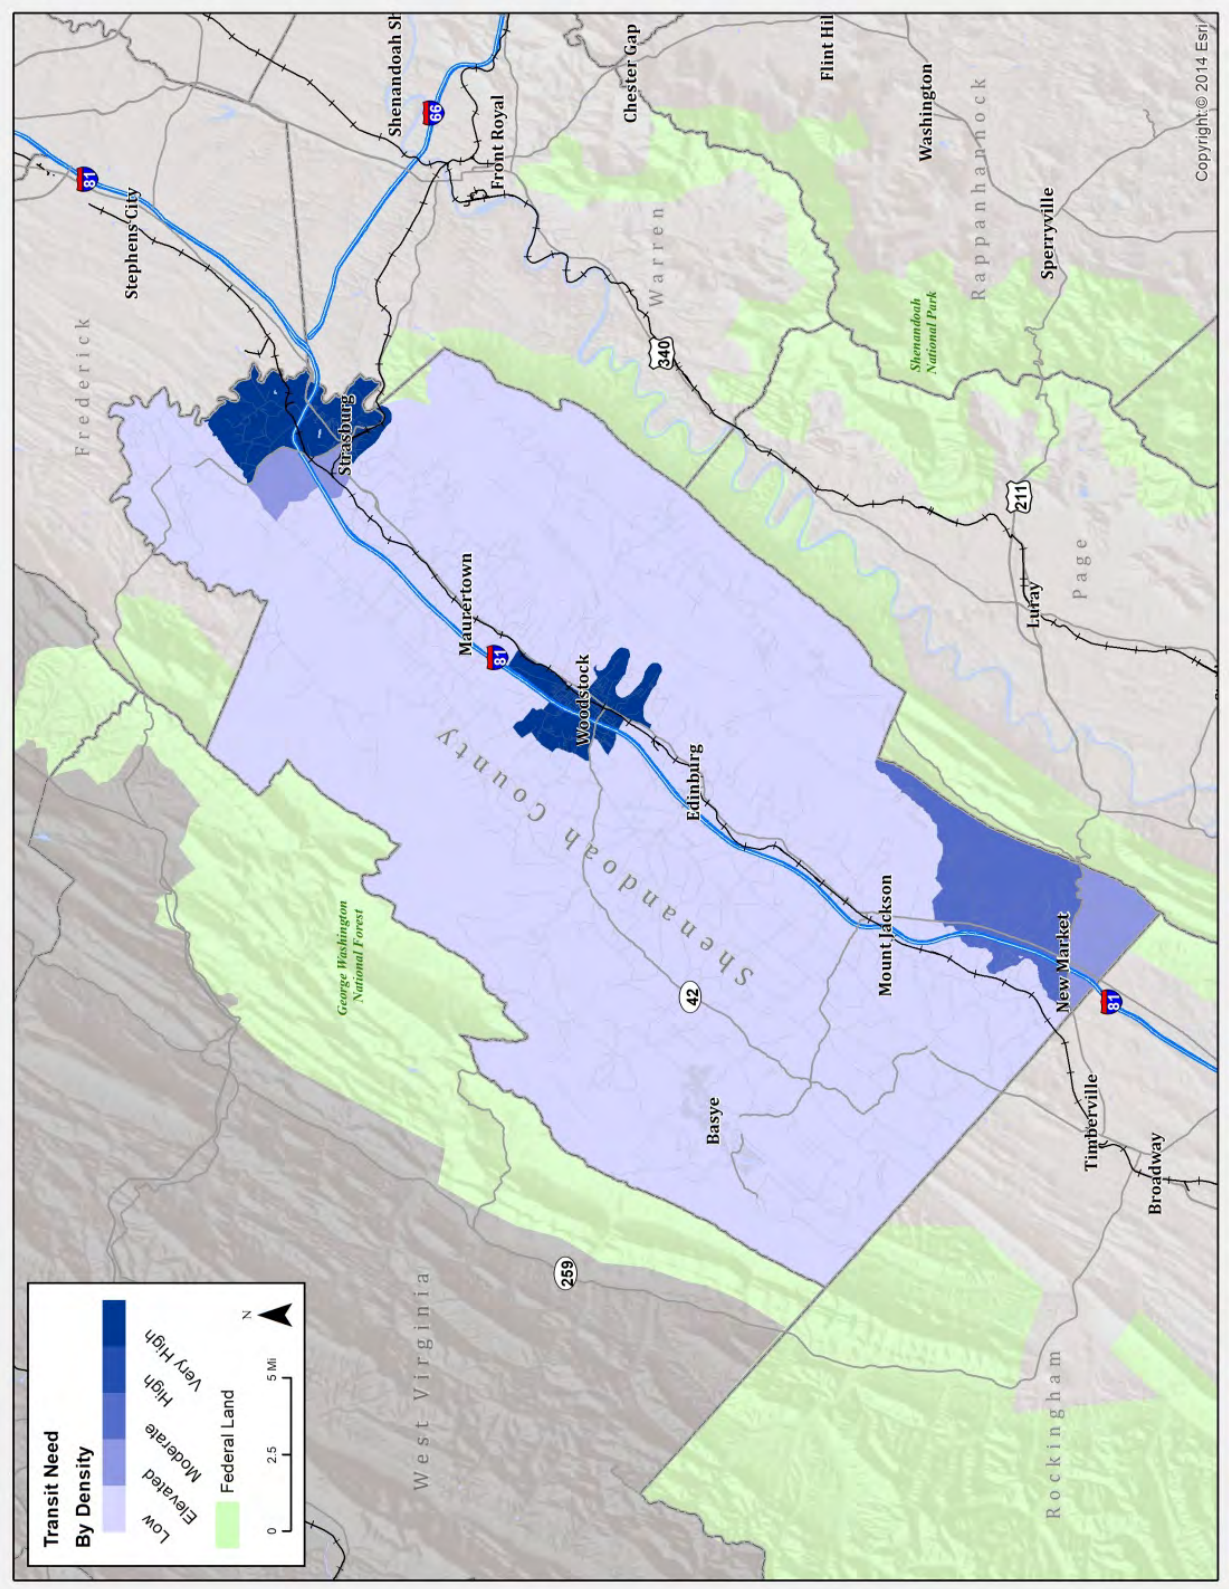 Transit Need
By Density
Low
Elevated
Moderate
High
Very High
Federal Land
0 2.5 5 Mi
N
West Virginia
259
George Washington
National Forest
Frederick
Stephens City
81
Strasburg
Maurertown
81
Woodstock
Shenandoah County
Edinburg
42
Basye
Mount Jackson
New Market
81
Timberville
Broadway
Rockingham
66
Front Royal
Chester Gap
Flint Hil
Shenandoah Sh
Washington
Rappahannock
Warren
340
Sperryville
Shenandoah
National Park
211
Luray
Page
Copyright:© 2014 Esri